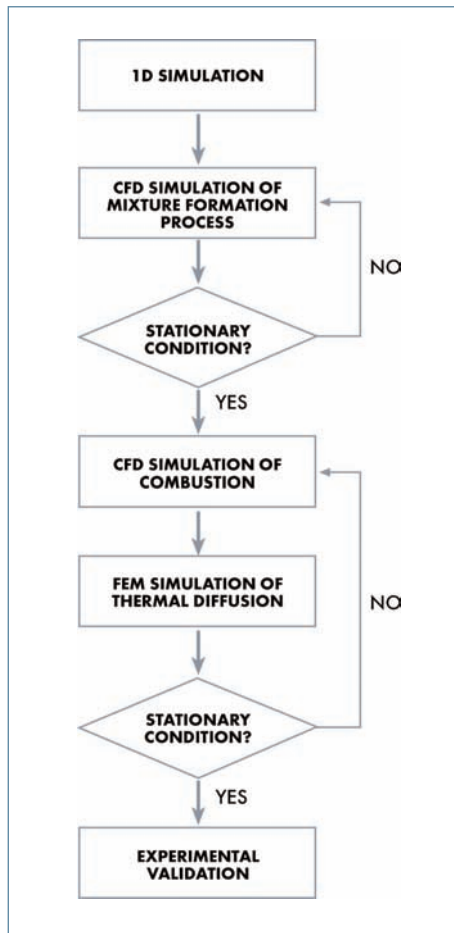 1D SIMULATION
CFD SIMULATION OF
MIXTURE FORMATION
PROCESS
NO
STATIONARY
CONDITION?
YES
CFD SIMULATION OF
COMBUSTION
FEM SIMULATION OF
THERMAL DIFFUSION
NO
STATIONARY
CONDITION?
YES
EXPERIMENTAL
VALIDATION